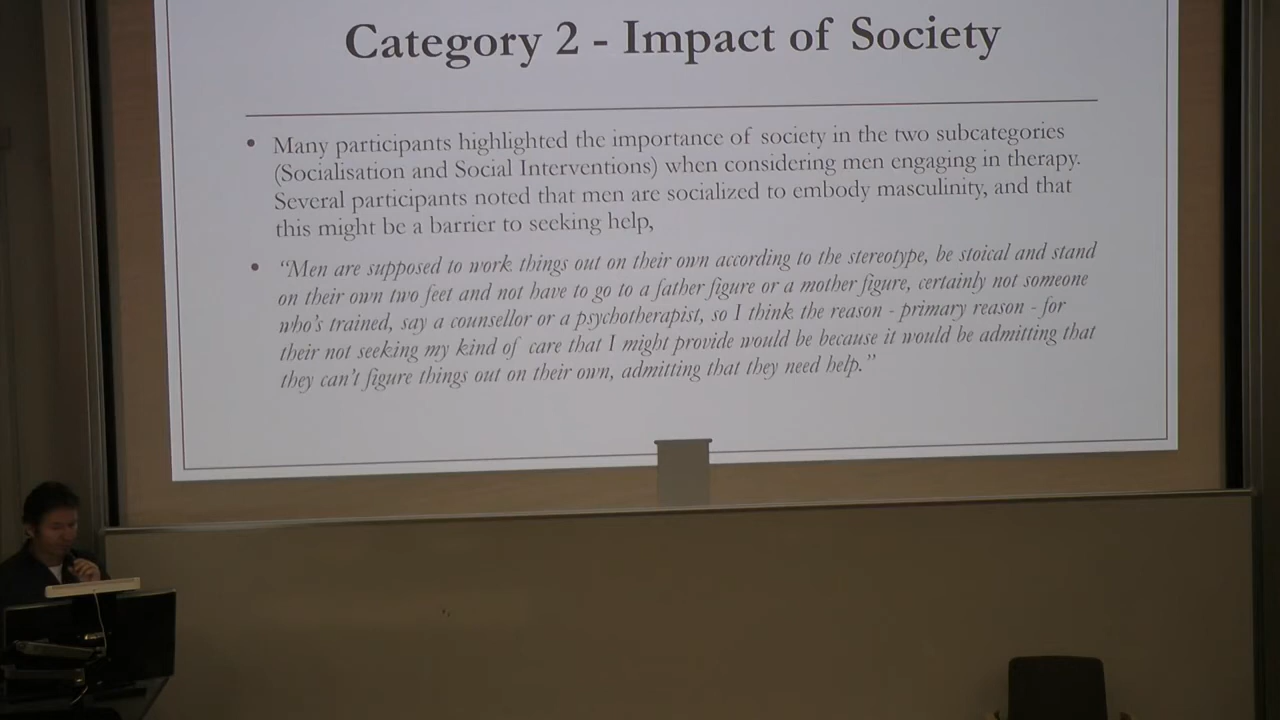 Category 2 - Impact of Society
• Many participants highlighted the importance of society in the two subcategories
(Socialisation and Social Interventions) when considering men engaging in therapy.
Several participants noted that men are socialized to embody masculinity, and that
this might be a barrier to seeking help,
• “Men are supposed to work things out on their own according to the stereotype, be stoical and stand
on their own two feet and not have to go to a father figure or a mother figure, certainly not someone
who’s trained, say a counsellor or a psychotherapist, so I think the reason - primary reason - for
their not seeking my kind of care that I might provide would be because it would be admitting that
they can’t figure things out on their own, admitting that they need help.”